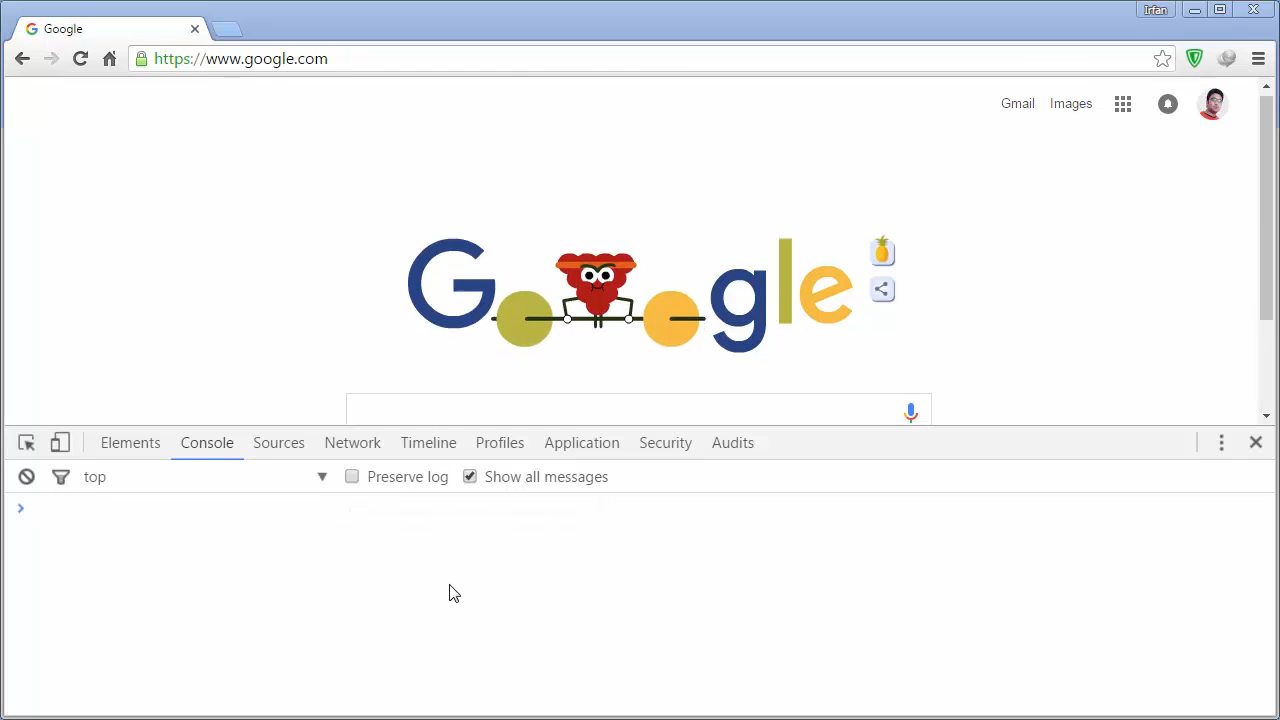 Irfan
Google
https://www.google.com
Gmail Images
Google
Elements Console Sources Network Timeline Profiles Application Security Audits
top Preserve log Show all messages